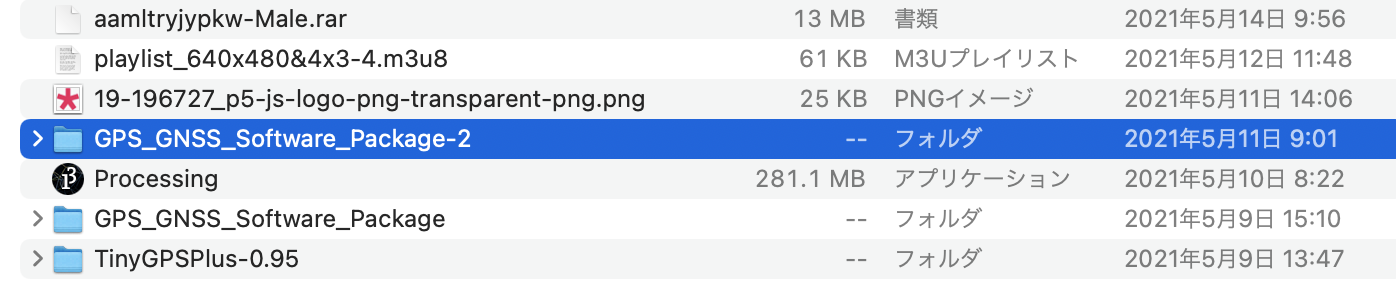 aamltryjypkw-Male.rar 13 MB 書類 2021年5月14日 9:56
playlist_640x480&4x3-4.m3u8 61 KB M3Uプレイリスト 2021年5月12日 11:48
19-196727_p5-js-logo-png-transparent-png.png 25 KB PNGイメージ 2021年5月11日 14:06
GPS_GNSS_Software_Package-2 -- フォルダ 2021年5月11日 9:01
Processing 281.1 MB アプリケーション 2021年5月10日 8:22
GPS_GNSS_Software_Package -- フォルダ 2021年5月9日 15:10
TinyGPSPlus-0.95 -- フォルダ 2021年5月9日 13:47